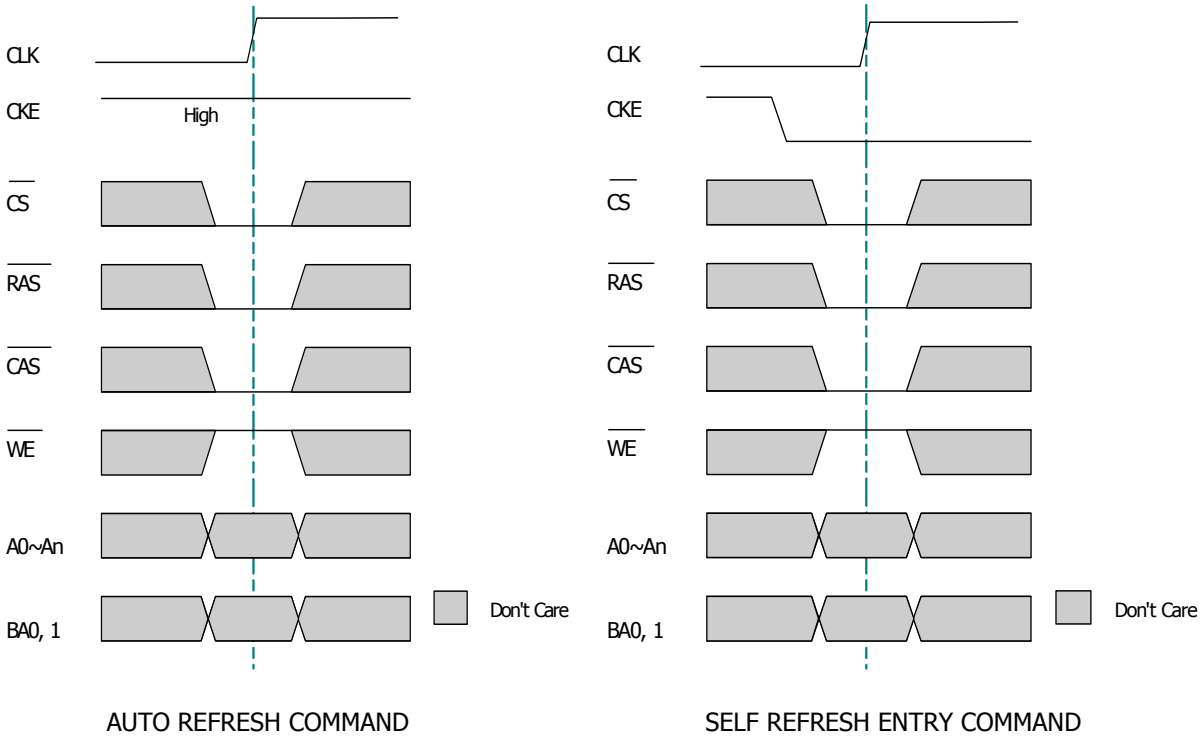 CLK
CKE
High
CS
RAS
CAS
WE
A0~An
BA0, 1
Don't Care
AUTO REFRESH COMMAND
CLK
CKE
CS
RAS
CAS
WE
A0~An
BA0, 1
Don't Care
SELF REFRESH ENTRY COMMAND